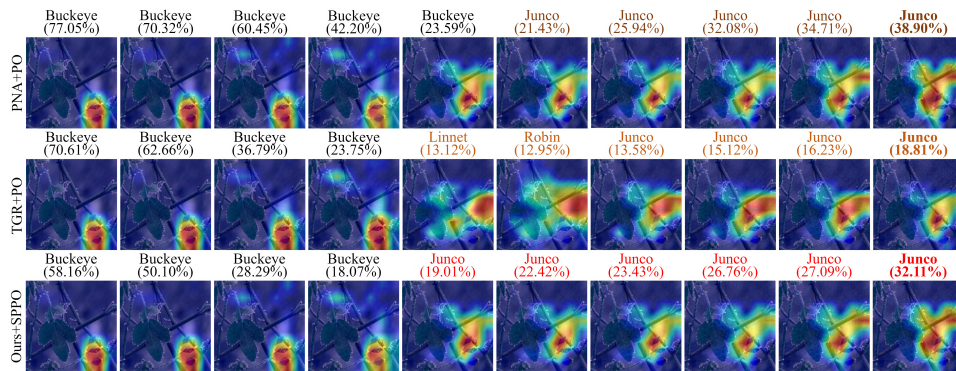 Buckeye Buckeye Buckeye Buckeye Buckeye Junco Junco Junco Junco Junco
(77.05%) (70.32%) (60.45%) (42.20%) (23.59%) (21.43%) (25.94%) (32.08%) (34.71%) (38.90%)
PNA+PO
Buckeye Buckeye Buckeye Buckeye Linnet Robin Junco Junco Junco Junco
(70.61%) (62.66%) (36.79%) (23.75%) (13.12%) (12.95%) (13.58%) (15.12%) (16.23%) (18.81%)
TGR+PO
Buckeye Buckeye Buckeye Buckeye Junco Junco Junco Junco Junco Junco
(58.16%) (50.10%) (28.29%) (18.07%) (19.01%) (22.42%) (23.43%) (26.76%) (27.09%) (32.11%)
Ours+SPPO